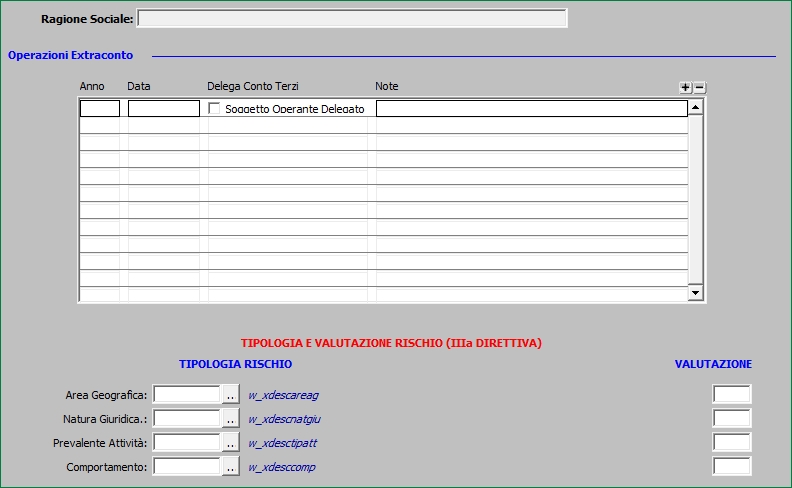 Ragione Sociale:
Operazioni Extraconto
Anno Data Delega Conto Terzi Note + −
Soggetto Operante Delegato
TIPOLOGIA E VALUTAZIONE RISCHIO (IIIa DIRETTIVA)
TIPOLOGIA RISCHIO VALUTAZIONE
Area Geografica: .. w_xdescareag
Natura Giuridica.: .. w_xdescnatgiu
Prevalente Attività: .. w_xdesctipatt
Comportamento: .. w_xdesccomp